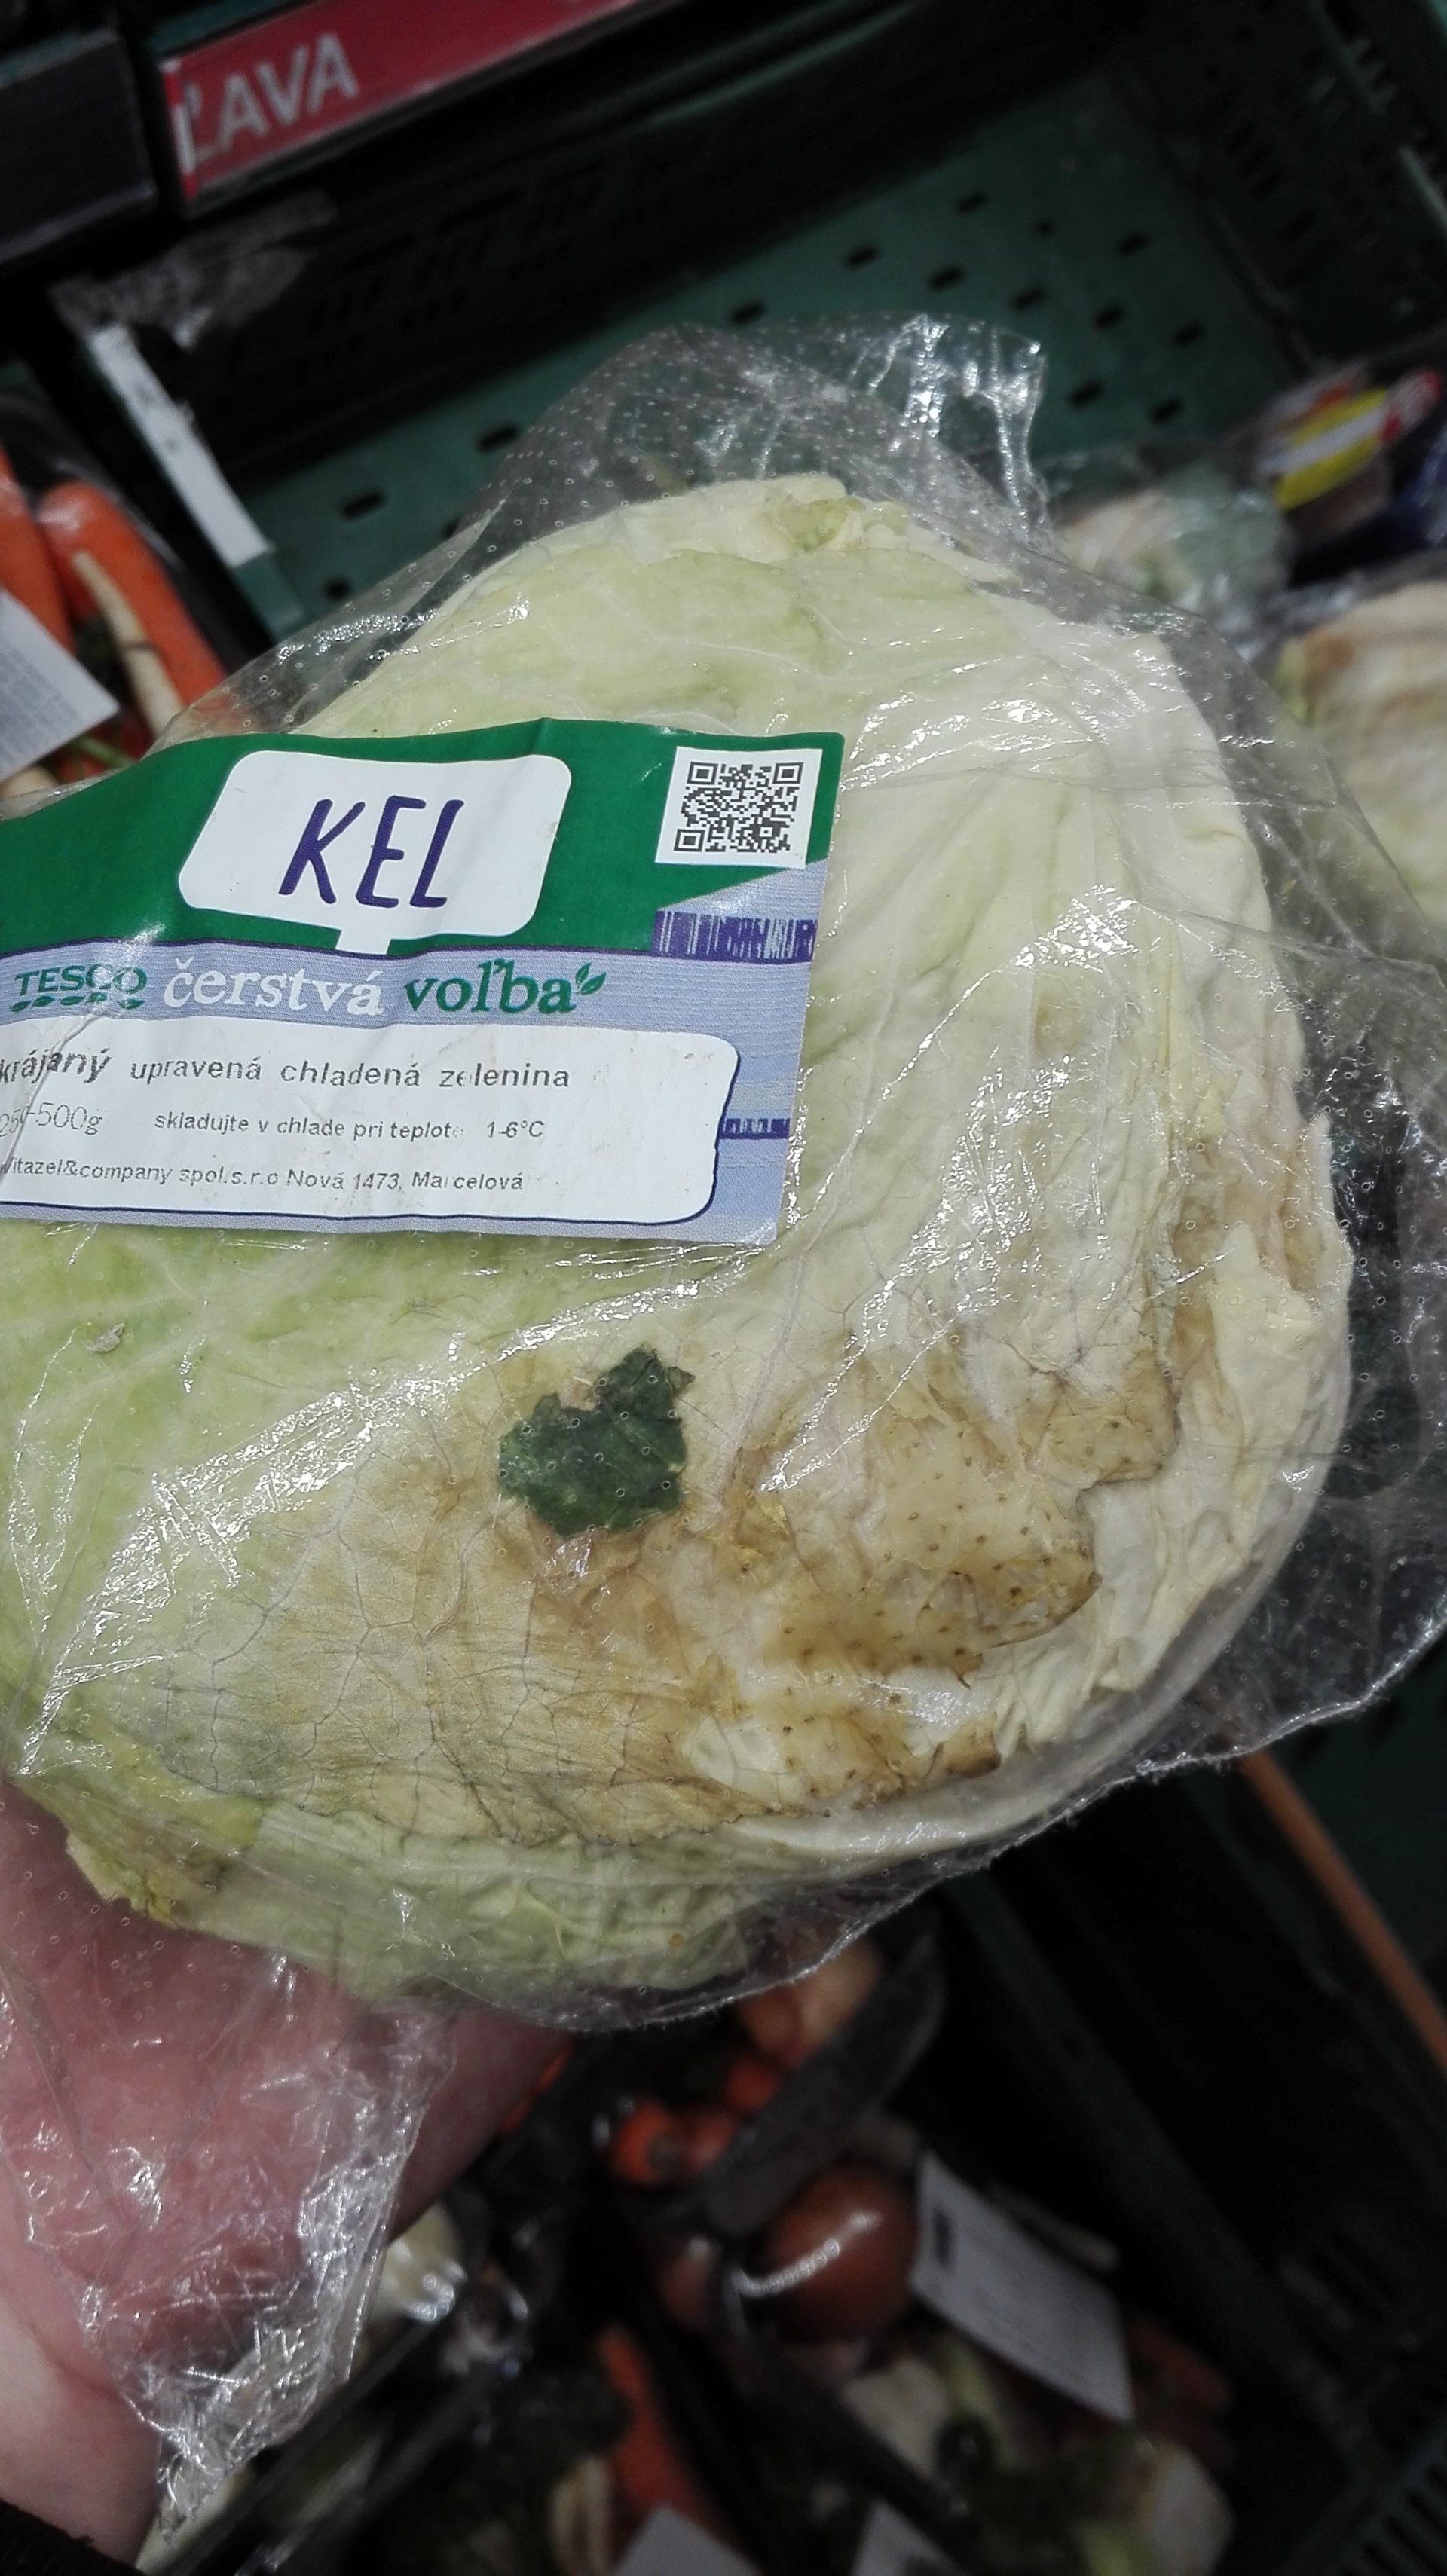 ĽAVA
KEL
TESCO čerstvá voľba
krájaný upravená chladená zelenina
-500g skladujte v chlade pri teplote 1-6°C
Vitazel&company spol.s.r.o Nová 1473, Marcelová